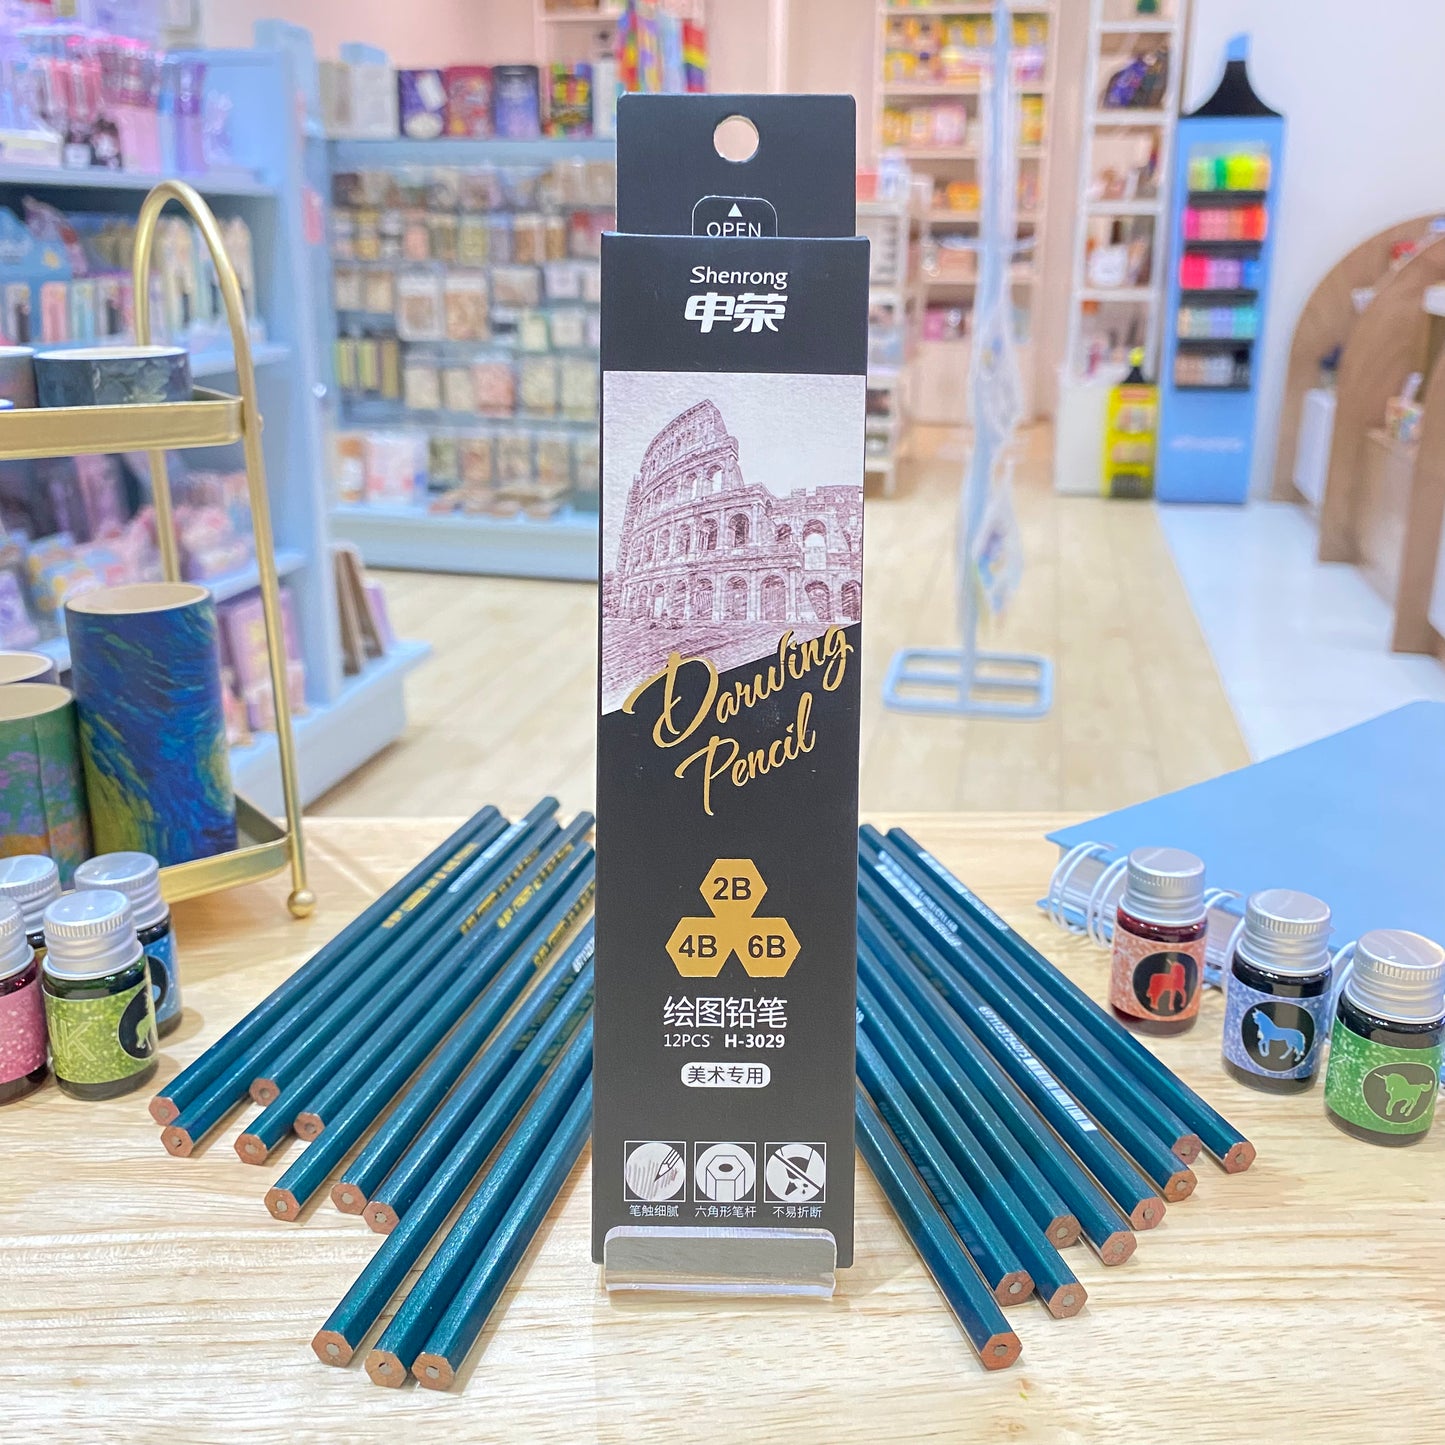 OPEN
Shenrong
申荣
Darwing
Pencil
2B
4B 6B
绘图铅笔
12PCS H-3029
美术专用
笔触细腻 六角形笔杆 不易折断